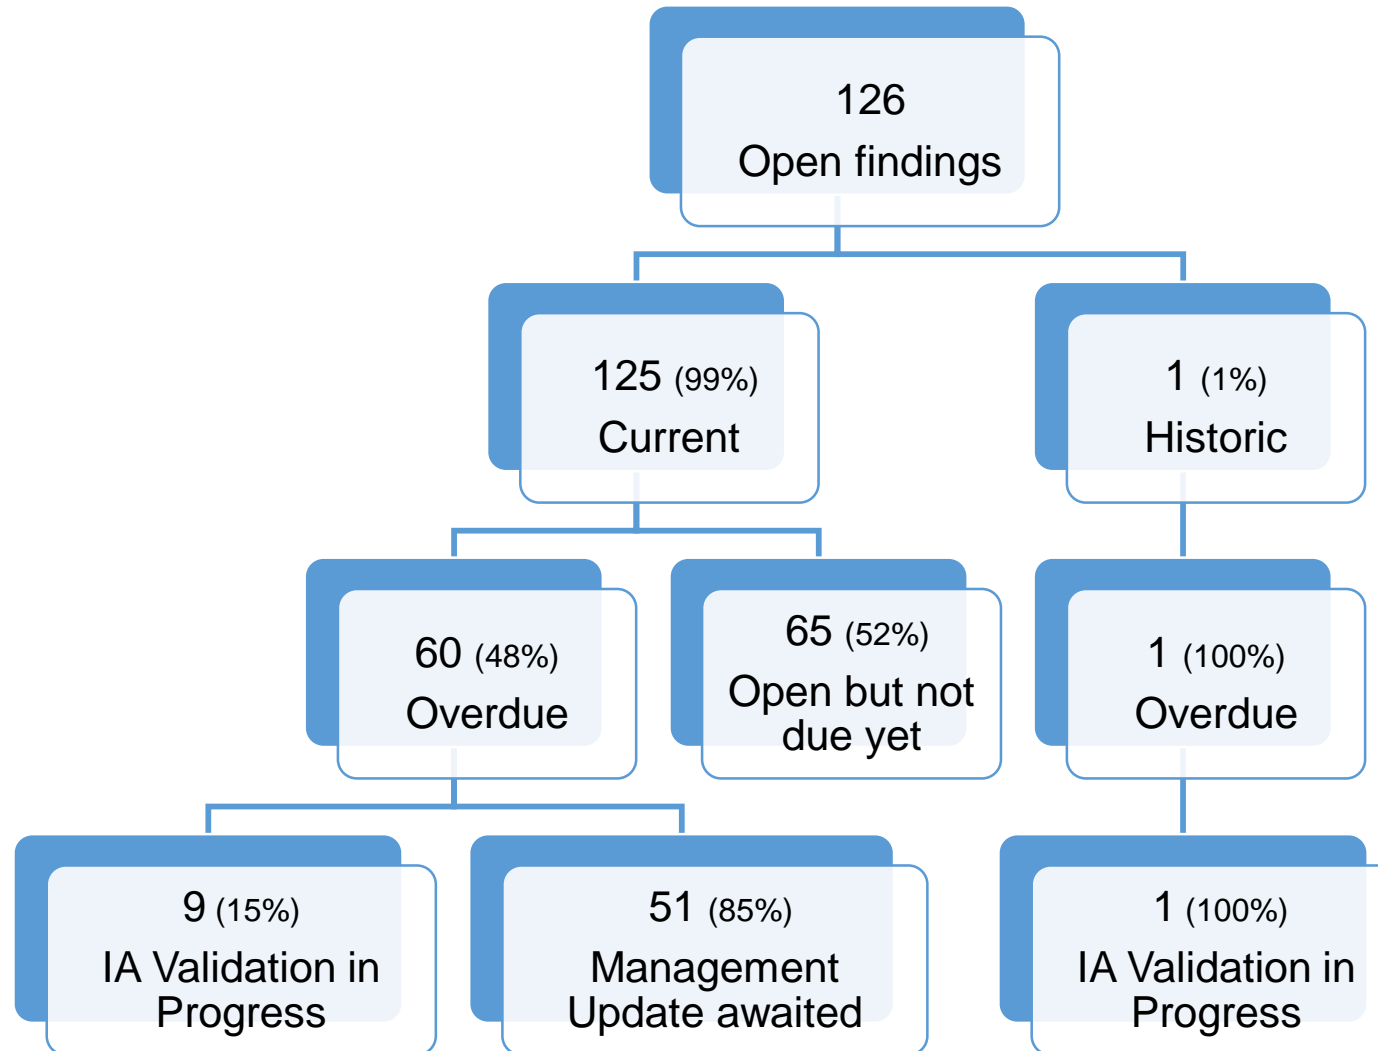 126
Open findings
125 (99%)
Current
1 (1%)
Historic
60 (48%)
Overdue
65 (52%)
Open but not
due yet
1 (100%)
Overdue
9 (15%)
IA Validation in
Progress
51 (85%)
Management
Update awaited
1 (100%)
IA Validation in
Progress